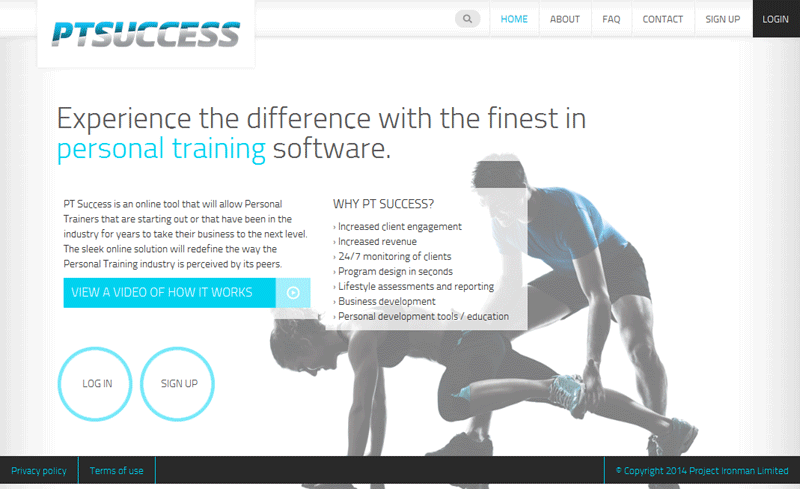 PTSUCCESS
HOME
ABOUT
FAQ
CONTACT
SIGN UP
LOGIN
Experience the difference with the finest in
personal training software.
PT Success is an online tool that will allow Personal
Trainers that are starting out or that have been in the
industry for years to take their business to the next level.
The sleek online solution will redefine the way the
Personal Training industry is perceived by its peers.
VIEW A VIDEO OF HOW IT WORKS
WHY PT SUCCESS?
› Increased client engagement
› Increased revenue
› 24/7 monitoring of clients
› Program design in seconds
› Lifestyle assessments and reporting
› Business development
› Personal development tools / education
LOG IN
SIGN UP
Privacy policy
Terms of use
© Copyright 2014 Project Ironman Limited